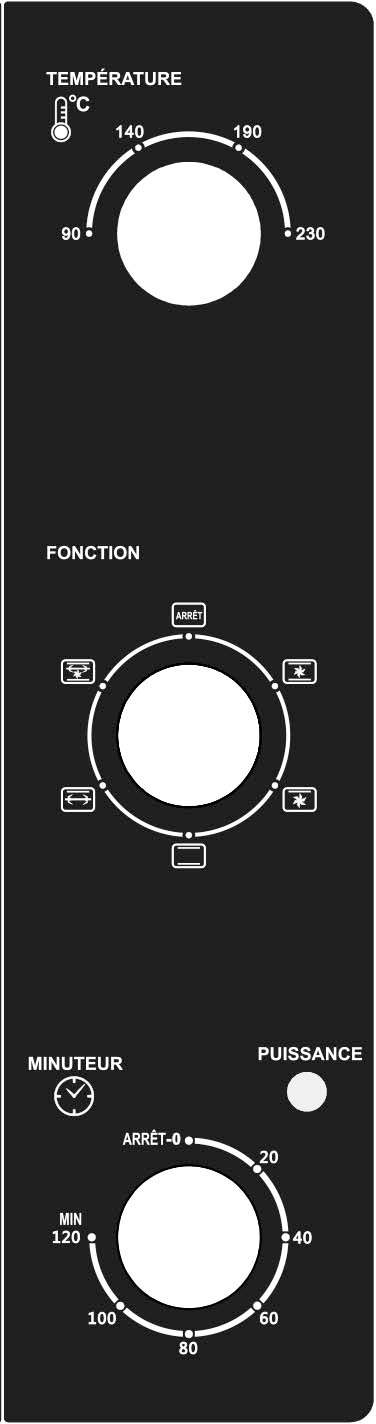 TEMPÉRATURE
°C
140
190
90
230
FONCTION
ARRÊT
MINUTEUR
PUISSANCE
ARRÊT-0
20
MIN
120
40
100
60
80